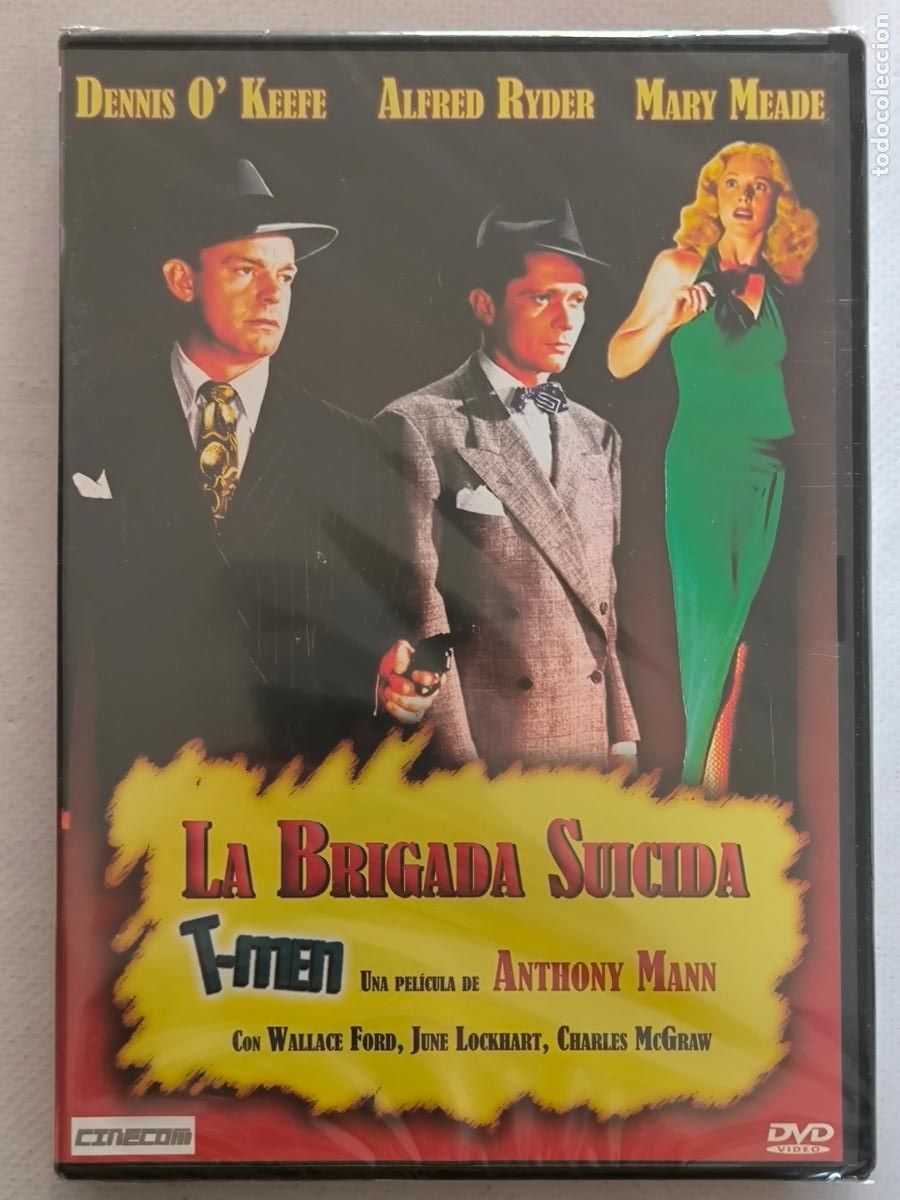 DENNIS O' KEEFE ALFRED RYDER MARY MEADE
todocoleccion
LA BRIGADA SUICIDA
T-MEN UNA PELÍCULA DE ANTHONY MANN
CON WALLACE FORD, JUNE LOCKHART, CHARLES MCGRAW
CINECOM
DVD
VIDEO